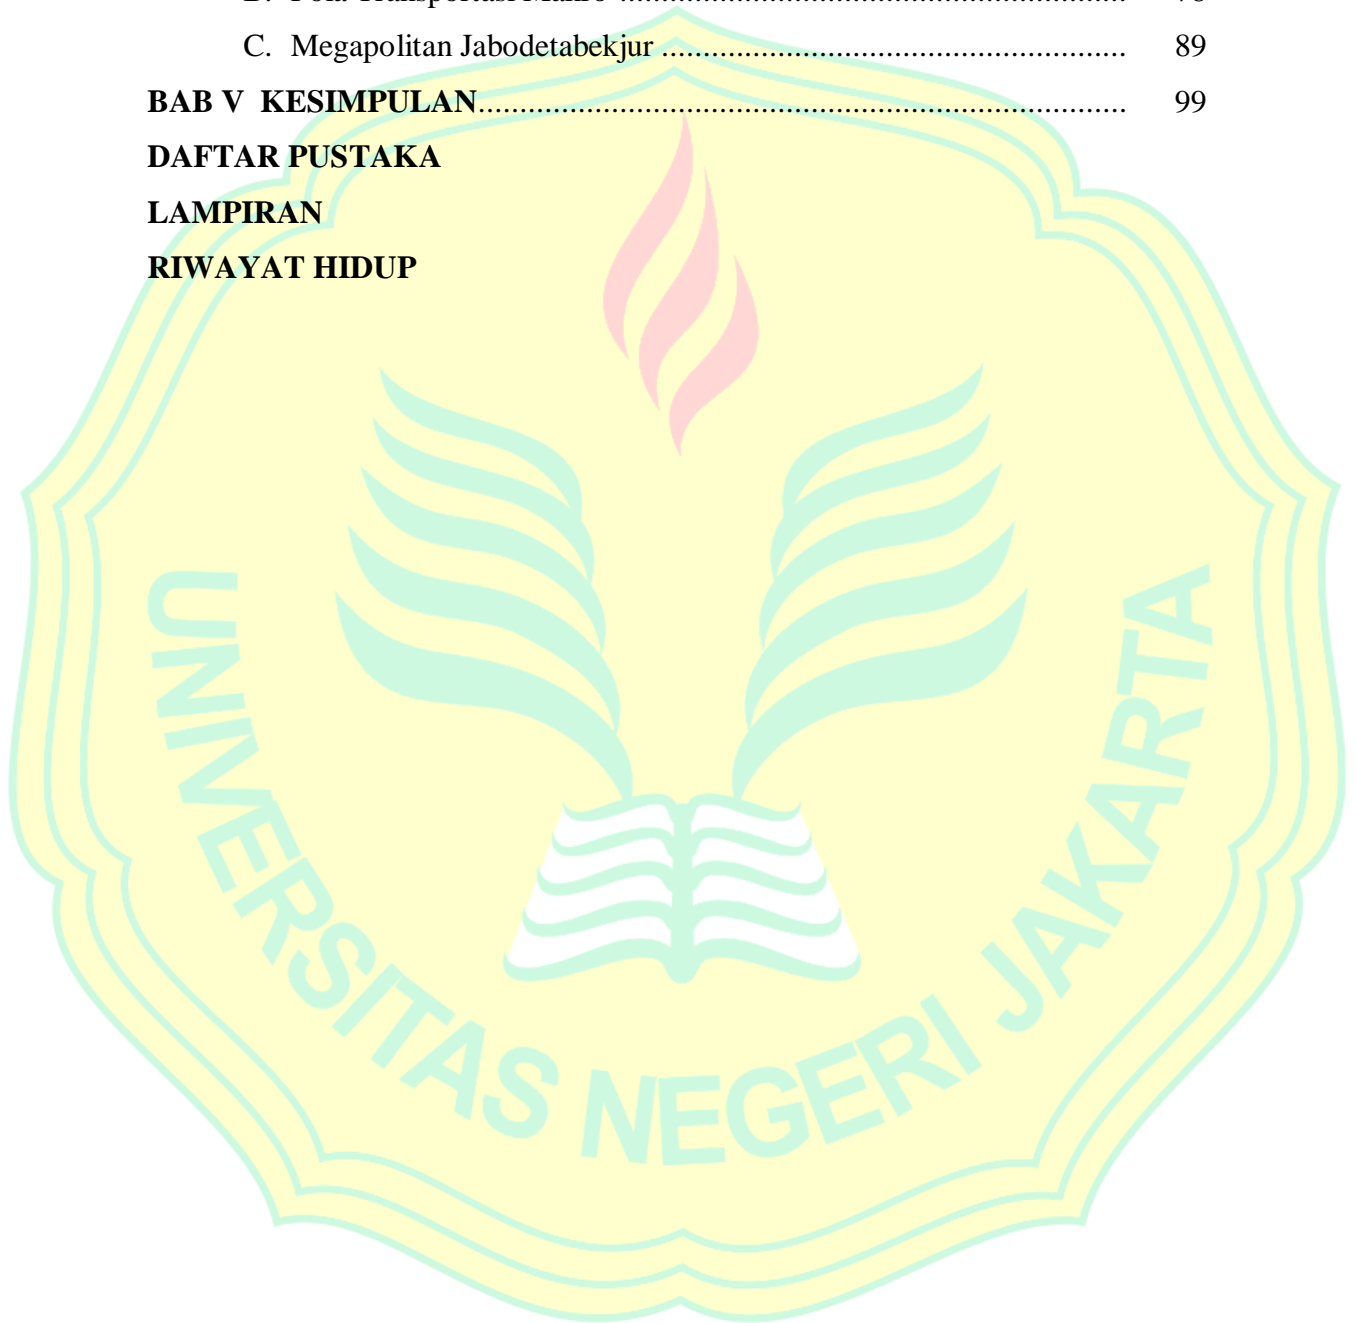 C. Megapolitan Jabodetabekjur ........................................................................................ 89
BAB V KESIMPULAN........................................................................................ 99
DAFTAR PUSTAKA
LAMPIRAN
RIWAYAT HIDUP
UNIVERSITAS NEGERI JAKARTA